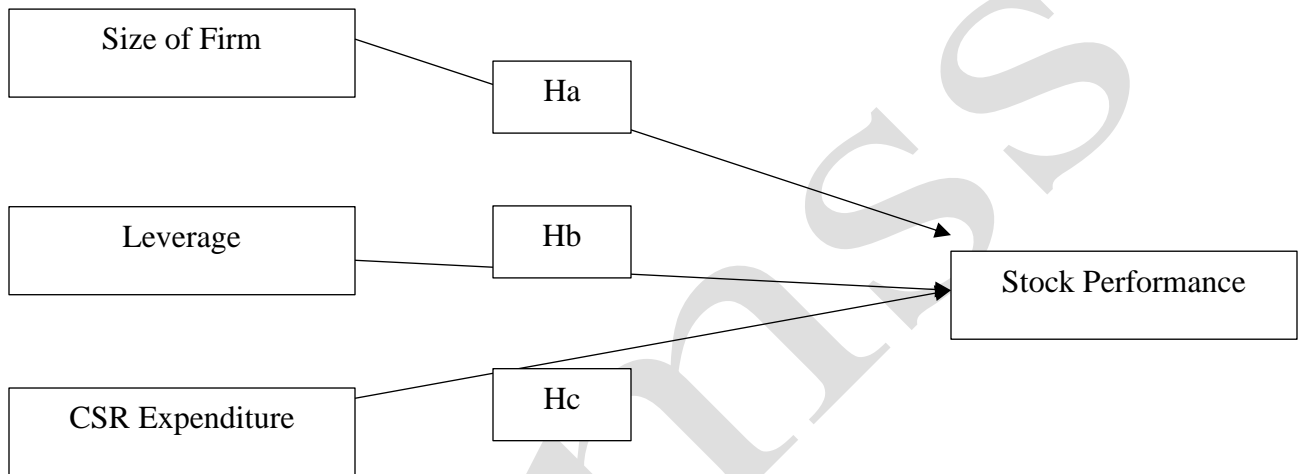 Size of Firm
Ha
Leverage
Hb
Stock Performance
CSR Expenditure
Hc